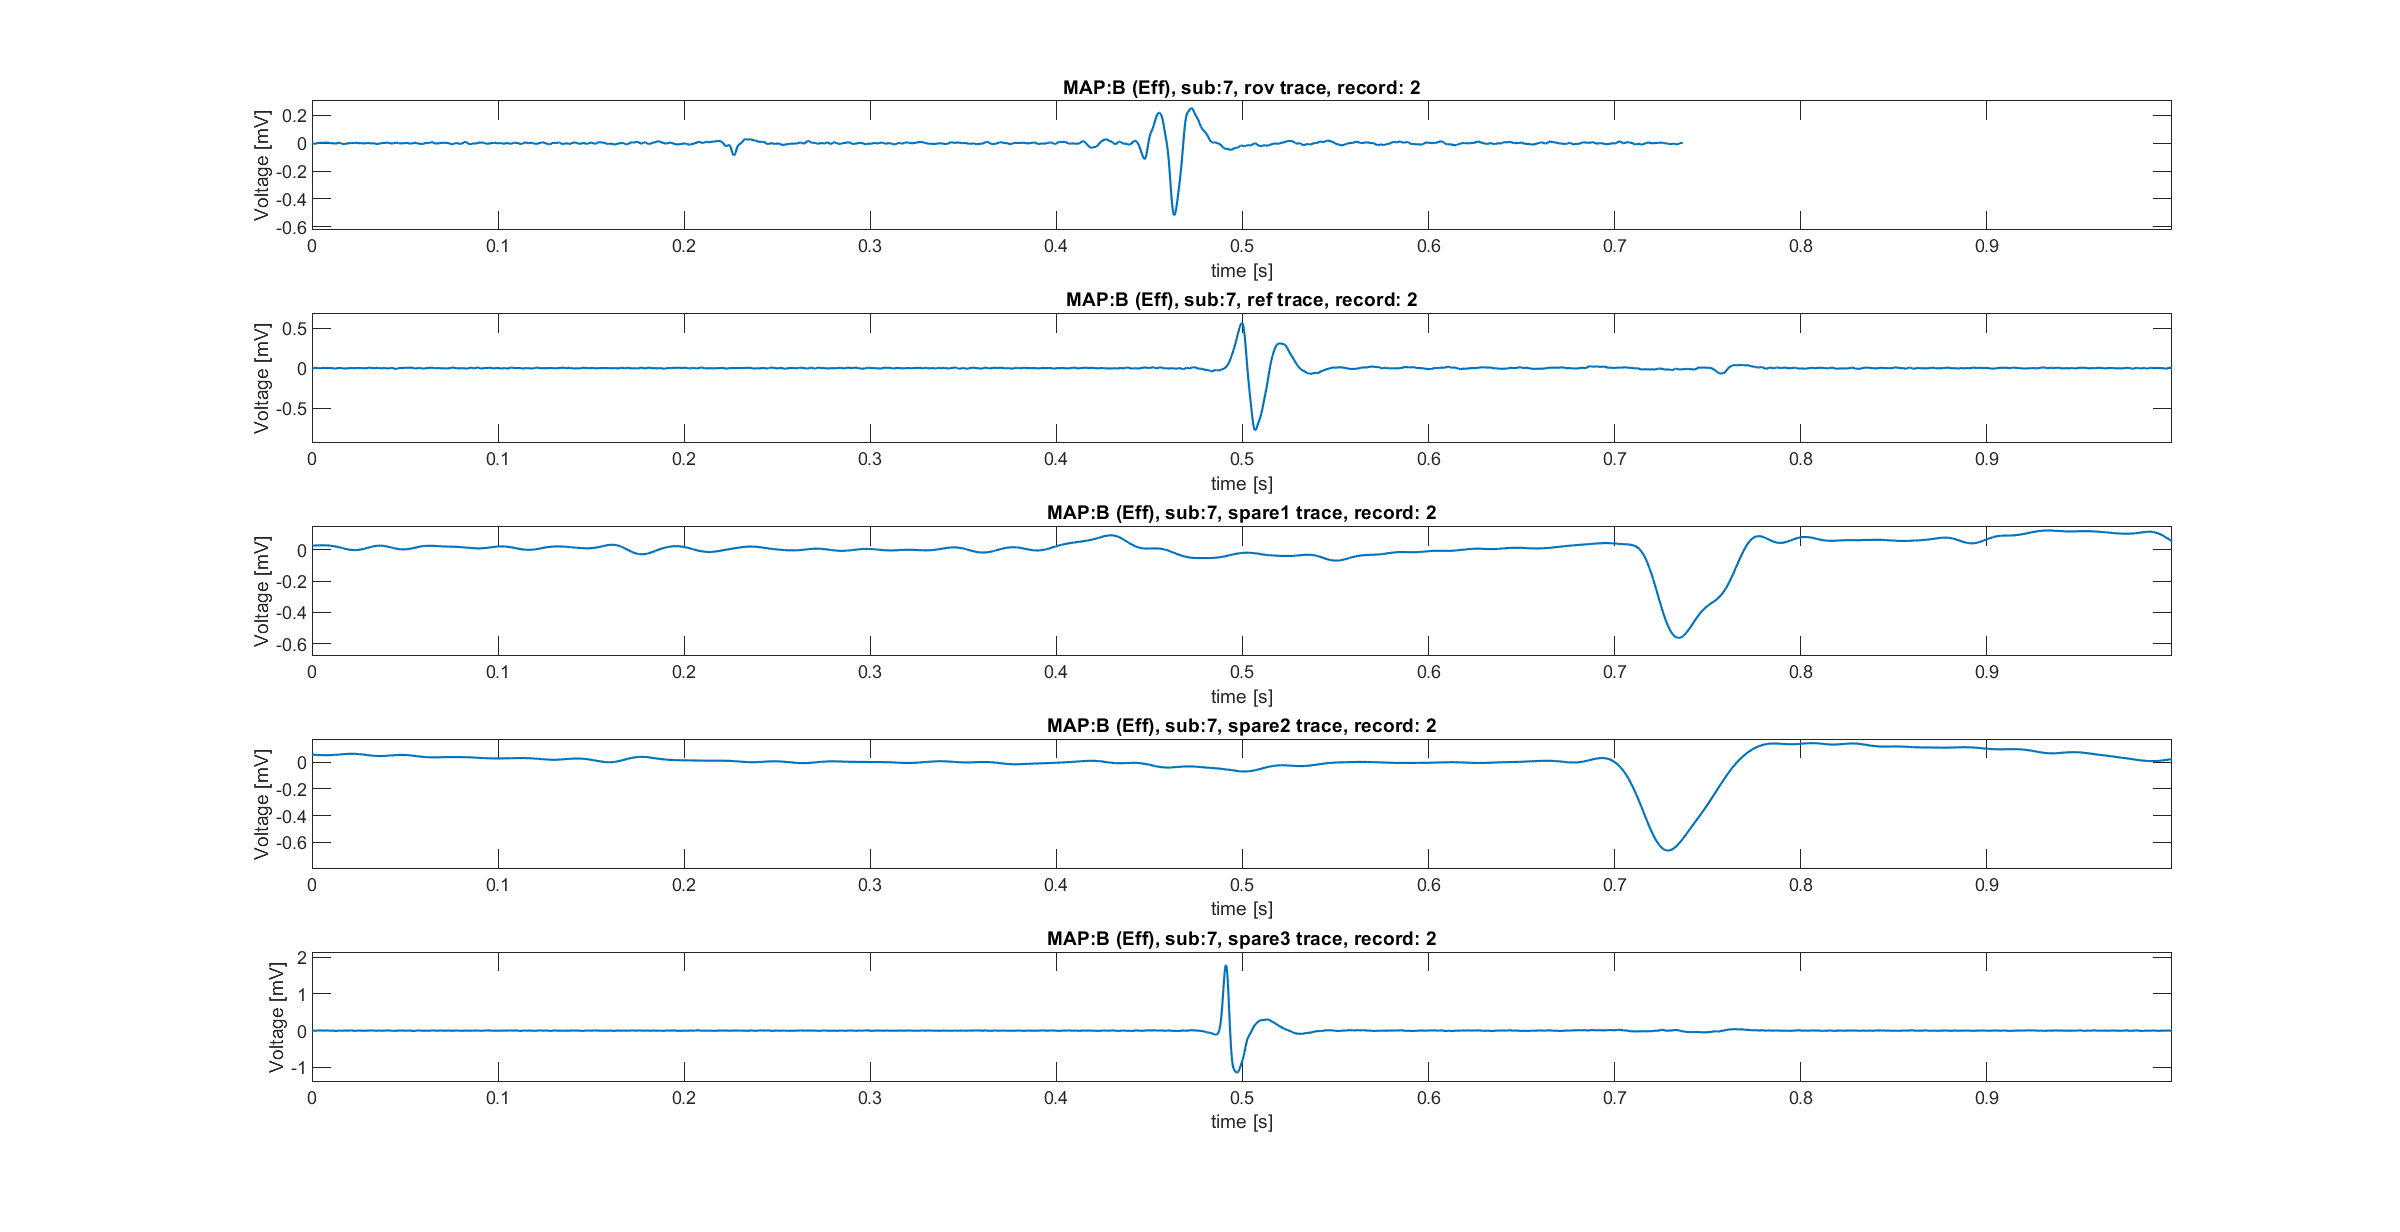 MAP:B (Eff), sub:7, rov trace, record: 2
Voltage [mV]
0.2
0
-0.2
-0.4
-0.6
0 0.1 0.2 0.3 0.4 0.5 0.6 0.7 0.8 0.9
time [s]
MAP:B (Eff), sub:7, ref trace, record: 2
Voltage [mV]
0.5
0
-0.5
0 0.1 0.2 0.3 0.4 0.5 0.6 0.7 0.8 0.9
time [s]
MAP:B (Eff), sub:7, spare1 trace, record: 2
Voltage [mV]
0
-0.2
-0.4
-0.6
0 0.1 0.2 0.3 0.4 0.5 0.6 0.7 0.8 0.9
time [s]
MAP:B (Eff), sub:7, spare2 trace, record: 2
Voltage [mV]
0
-0.2
-0.4
-0.6
0 0.1 0.2 0.3 0.4 0.5 0.6 0.7 0.8 0.9
time [s]
MAP:B (Eff), sub:7, spare3 trace, record: 2
Voltage [mV]
2
1
0
-1
0 0.1 0.2 0.3 0.4 0.5 0.6 0.7 0.8 0.9
time [s]